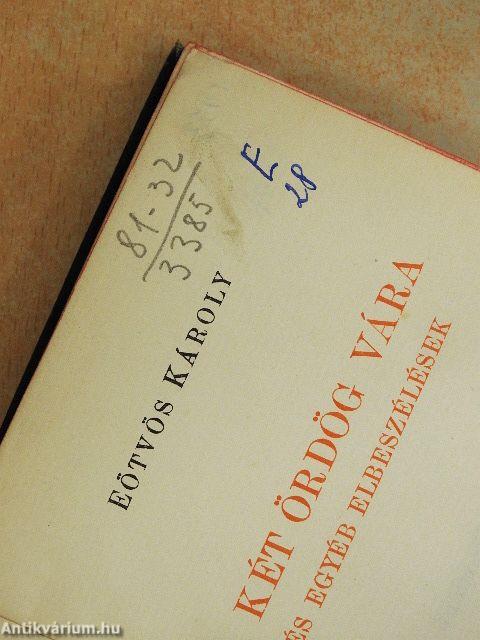 81-32
3385
E
28
EÖTVÖS KÁROLY
KÉT ÖRDÖG VÁRA
ÉS EGYÉB ELBESZÉLÉSEK
Antikvárium.hu